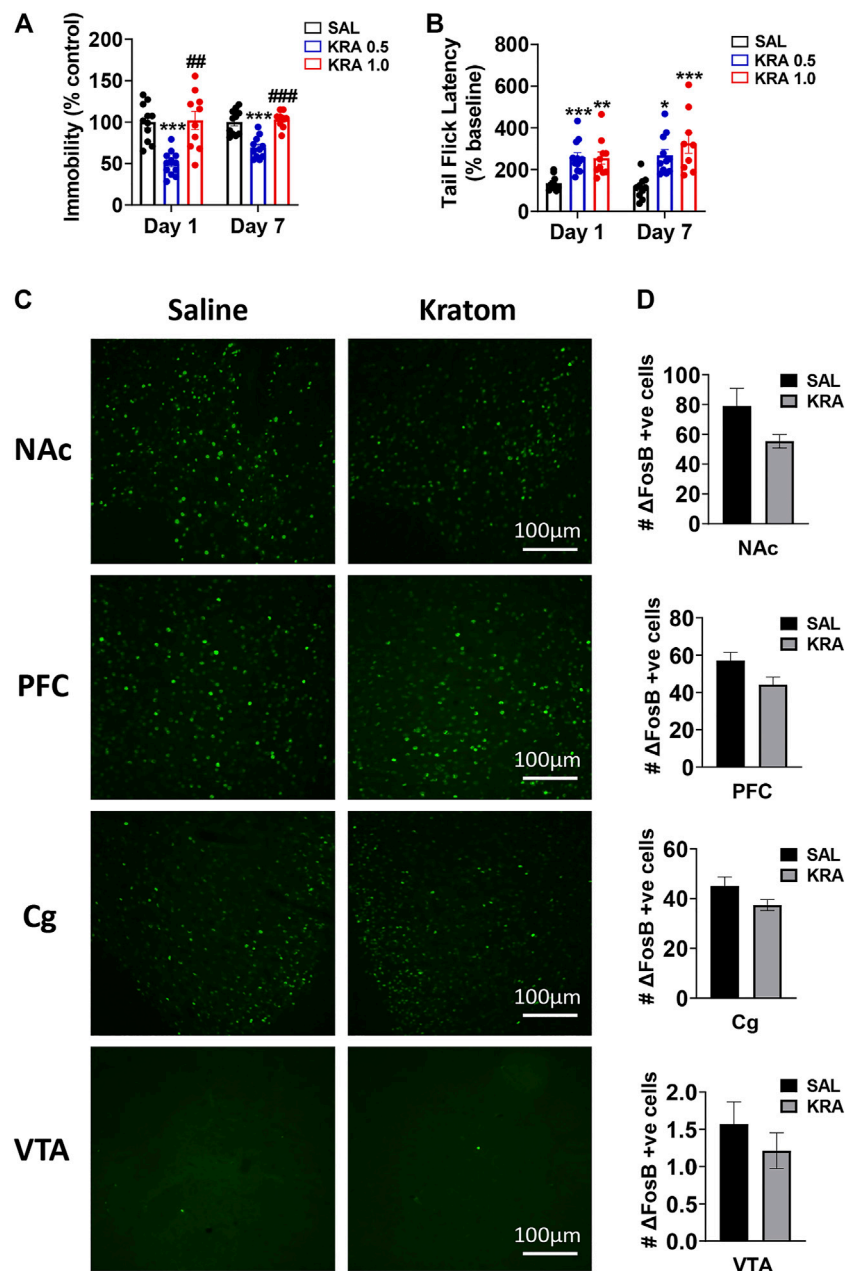 A
SAL
KRA 0.5
KRA 1.0
Immobility (% control)
200
150
100
50
0
***
##
***
###
Day 1
Day 7
B
SAL
KRA 0.5
KRA 1.0
Tail Flick Latency
(% baseline)
800
600
400
200
0
***
**
*
***
Day 1
Day 7
C
Saline
Kratom
NAc
100µm
PFC
100µm
Cg
100µm
VTA
100µm
D
# ΔFosB +ve cells
100
80
60
40
20
0
SAL
KRA
NAc
# ΔFosB +ve cells
80
60
40
20
0
SAL
KRA
PFC
# ΔFosB +ve cells
60
40
20
0
SAL
KRA
Cg
# ΔFosB +ve cells
2.0
1.5
1.0
0.5
0.0
SAL
KRA
VTA